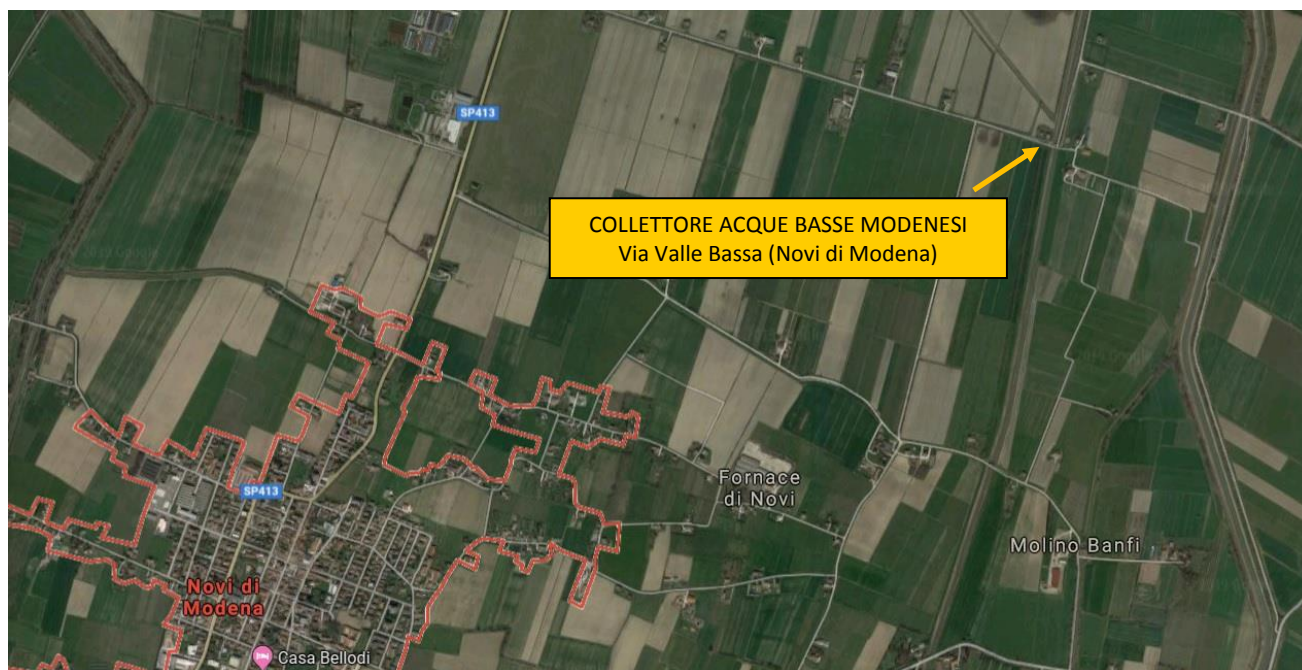 SP413
COLLETTORE ACQUE BASSE MODENESI
Via Valle Bassa (Novi di Modena)
Fornace
di Novi
SP413
Molino Banfi
Novi di
Modena
Casa Bellodi